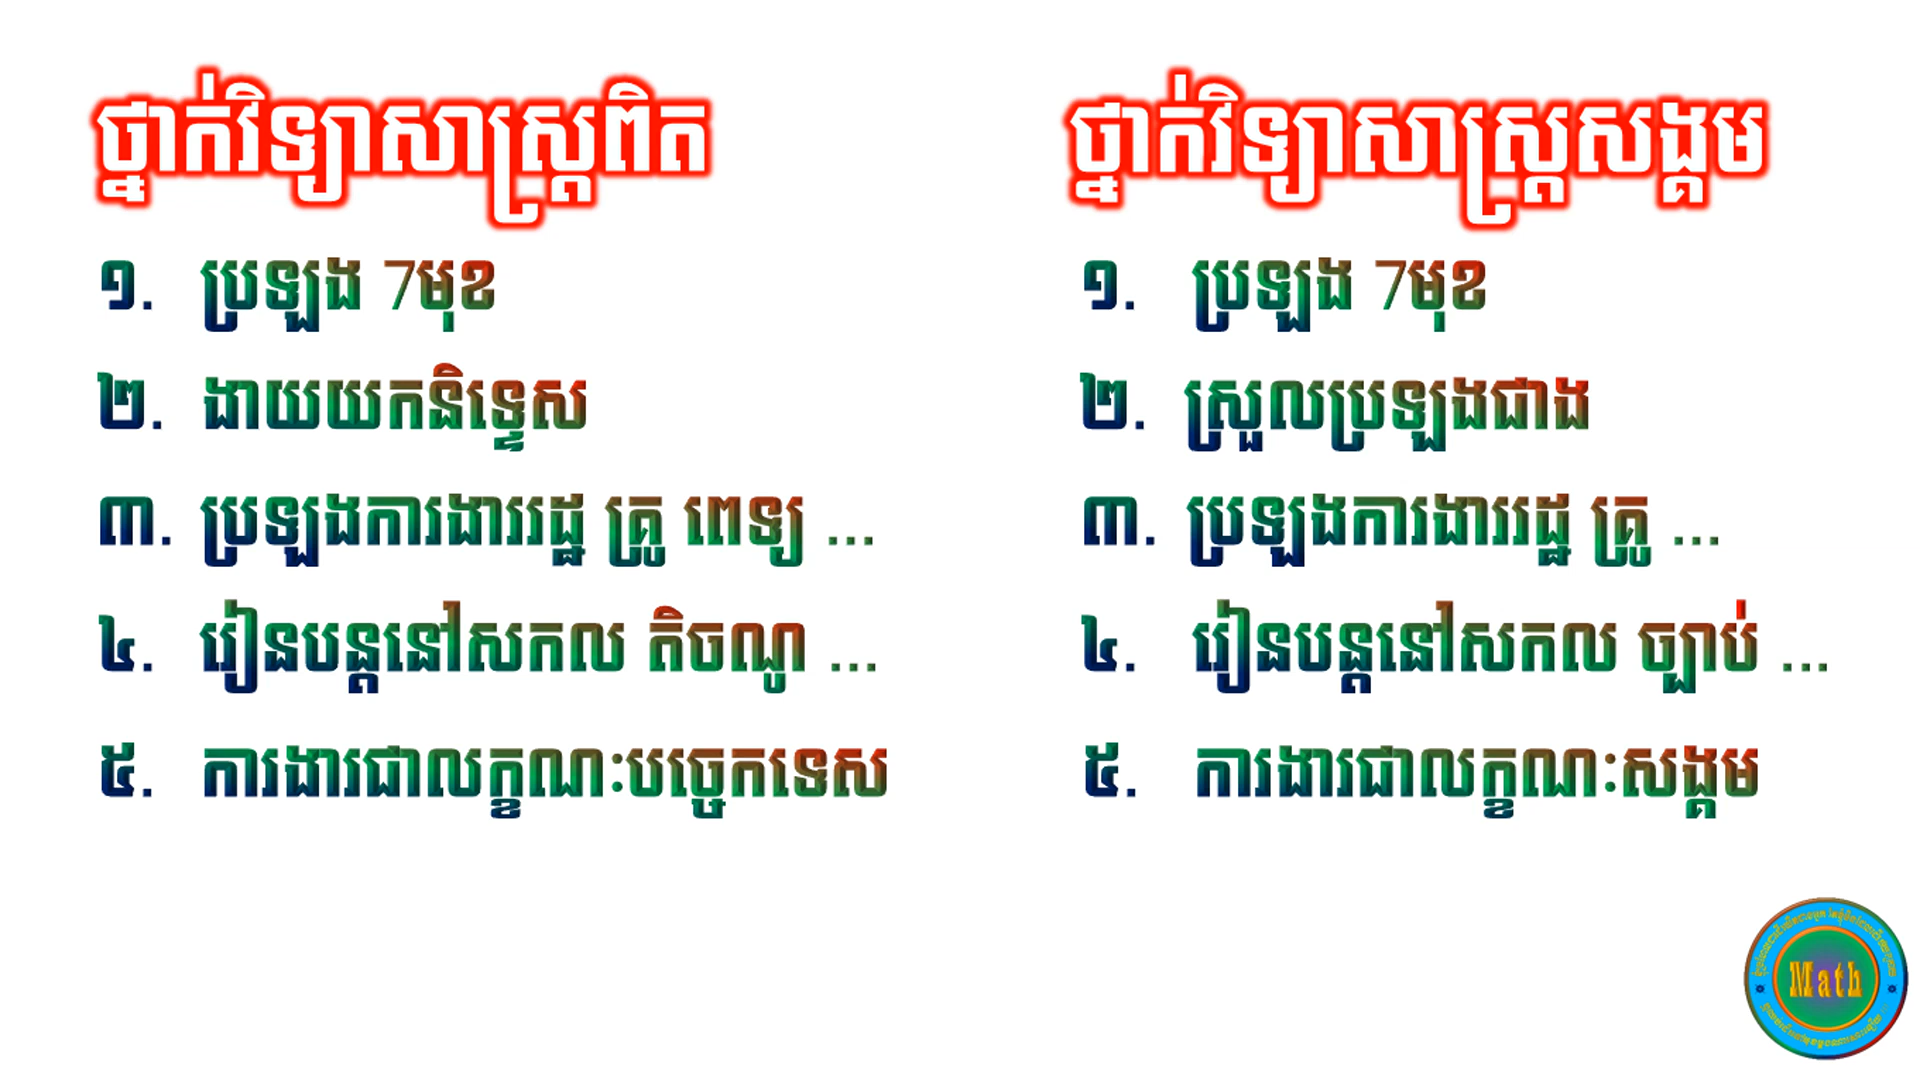 ថ្នាក់វិទ្យាសាស្ត្រពិត
១. ប្រឡង 7មុខ
២. ងាយយកនិទ្ទេស
៣. ប្រឡងការងាររដ្ឋ គ្រូ ពេទ្យ ...
៤. រៀនបន្តនៅសកល តិចណូ ...
៥. ការងារជាលក្ខណៈបច្ចេកទេស
ថ្នាក់វិទ្យាសាស្ត្រសង្គម
១. ប្រឡង 7មុខ
២. ស្រួលប្រឡងជាង
៣. ប្រឡងការងាររដ្ឋ គ្រូ ...
៤. រៀនបន្តនៅសកល ច្បាប់ ...
៥. ការងារជាលក្ខណៈសង្គម
Math